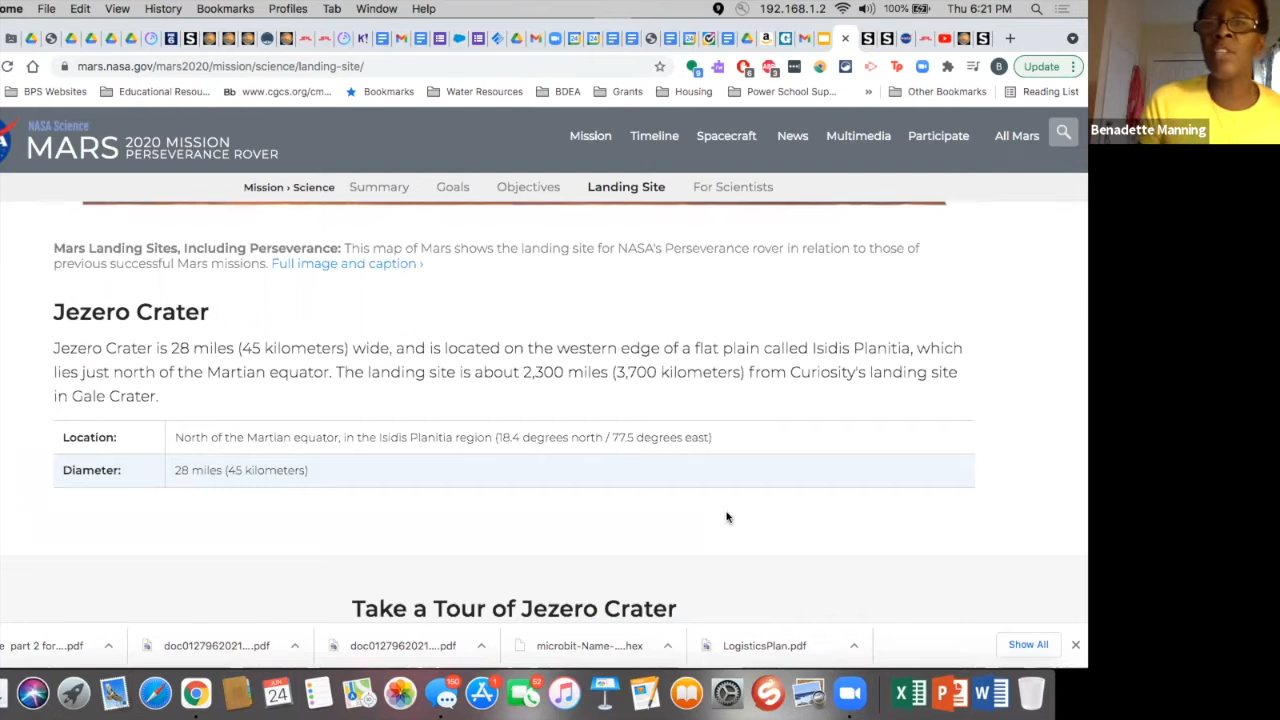 ome File Edit View History Bookmarks Profiles Tab Window Help 192.168.1.2 100% Thu 6:21 PM
mars.nasa.gov/mars2020/mission/science/landing-site/ Update
BPS Websites Educational Resou... Bb www.cgcs.org/cm... Bookmarks Water Resources BDEA Grants Housing Power School Sup... » Other Bookmarks Reading List
Benadette Manning
NASA Science
MARS 2020 MISSION
PERSEVERANCE ROVER
Mission Timeline Spacecraft News Multimedia Participate All Mars
Mission › Science Summary Goals Objectives Landing Site For Scientists
Mars Landing Sites, Including Perseverance: This map of Mars shows the landing site for NASA's Perseverance rover in relation to those of
previous successful Mars missions. Full image and caption ›
Jezero Crater
Jezero Crater is 28 miles (45 kilometers) wide, and is located on the western edge of a flat plain called Isidis Planitia, which
lies just north of the Martian equator. The landing site is about 2,300 miles (3,700 kilometers) from Curiosity's landing site
in Gale Crater.
Location: North of the Martian equator, in the Isidis Planitia region (18.4 degrees north / 77.5 degrees east)
Diameter: 28 miles (45 kilometers)
Take a Tour of Jezero Crater
e part 2 for....pdf doc0127962021....pdf doc0127962021....pdf microbit-Name-....hex LogisticsPlan.pdf Show All
JUN
24
150
1
52